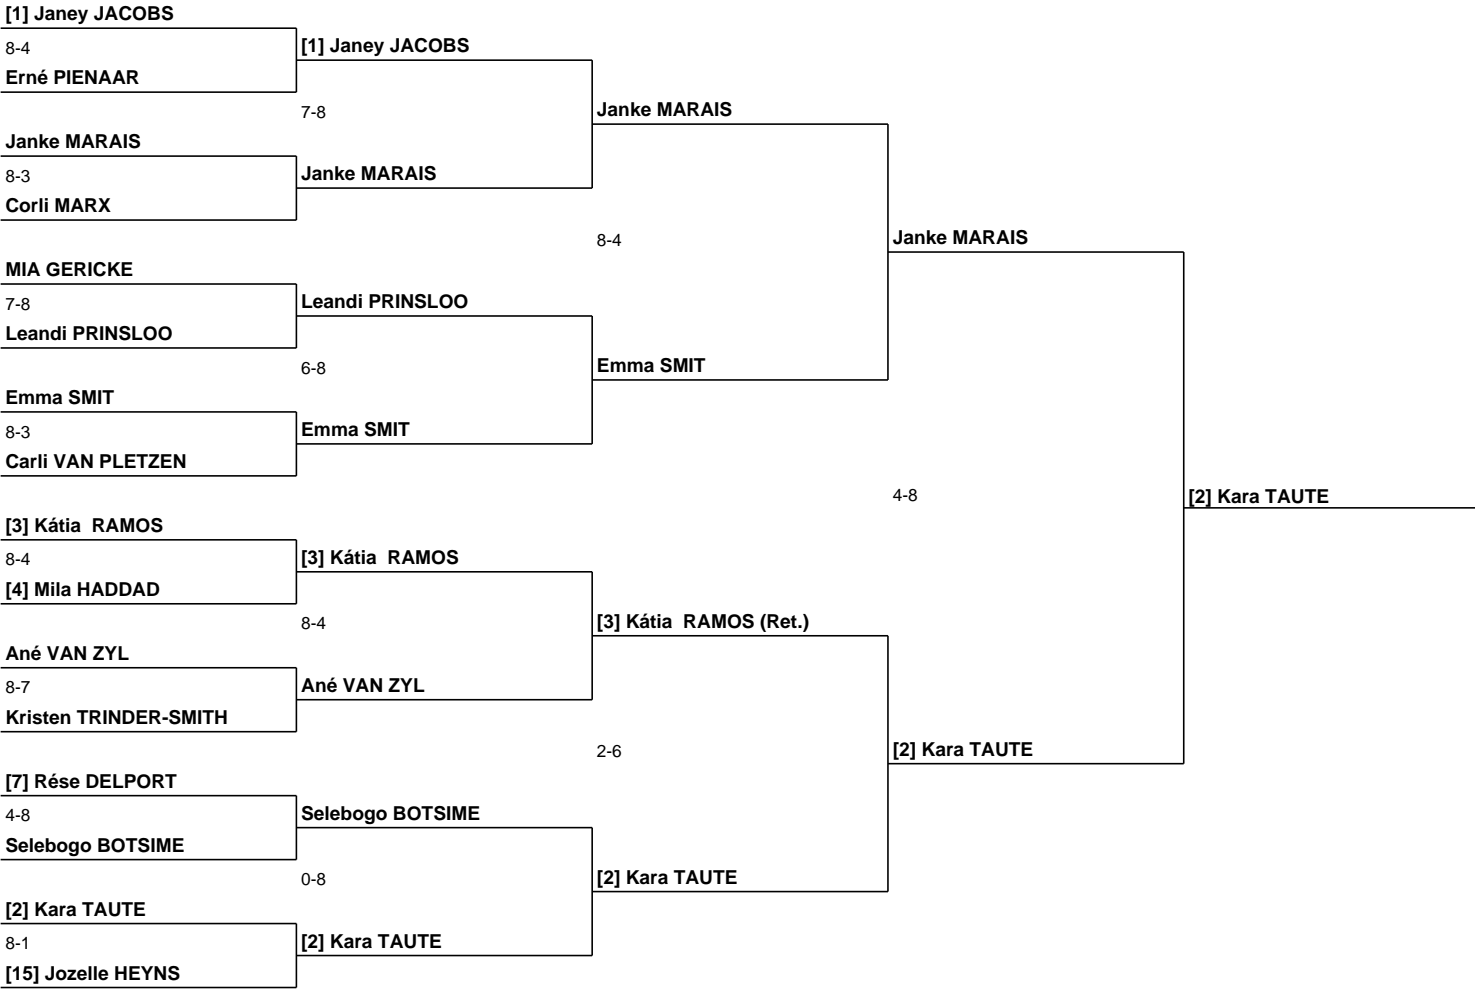 [1] Janey JACOBS
8-4
Erné PIENAAR
Janke MARAIS
8-3
Corli MARX
MIA GERICKE
7-8
Leandi PRINSLOO
Emma SMIT
8-3
Carli VAN PLETZEN
[3] Kátia  RAMOS
8-4
[4] Mila HADDAD
Ané VAN ZYL
8-7
Kristen TRINDER-SMITH
[7] Rése DELPORT
4-8
Selebogo BOTSIME
[2] Kara TAUTE
8-1
[15] Jozelle HEYNS
[1] Janey JACOBS
7-8
Janke MARAIS
Leandi PRINSLOO
6-8
Emma SMIT
[3] Kátia  RAMOS
8-4
Ané VAN ZYL
Selebogo BOTSIME
0-8
[2] Kara TAUTE
Janke MARAIS
8-4
Emma SMIT
[3] Kátia  RAMOS (Ret.)
2-6
[2] Kara TAUTE
Janke MARAIS
4-8
[2] Kara TAUTE
[2] Kara TAUTE